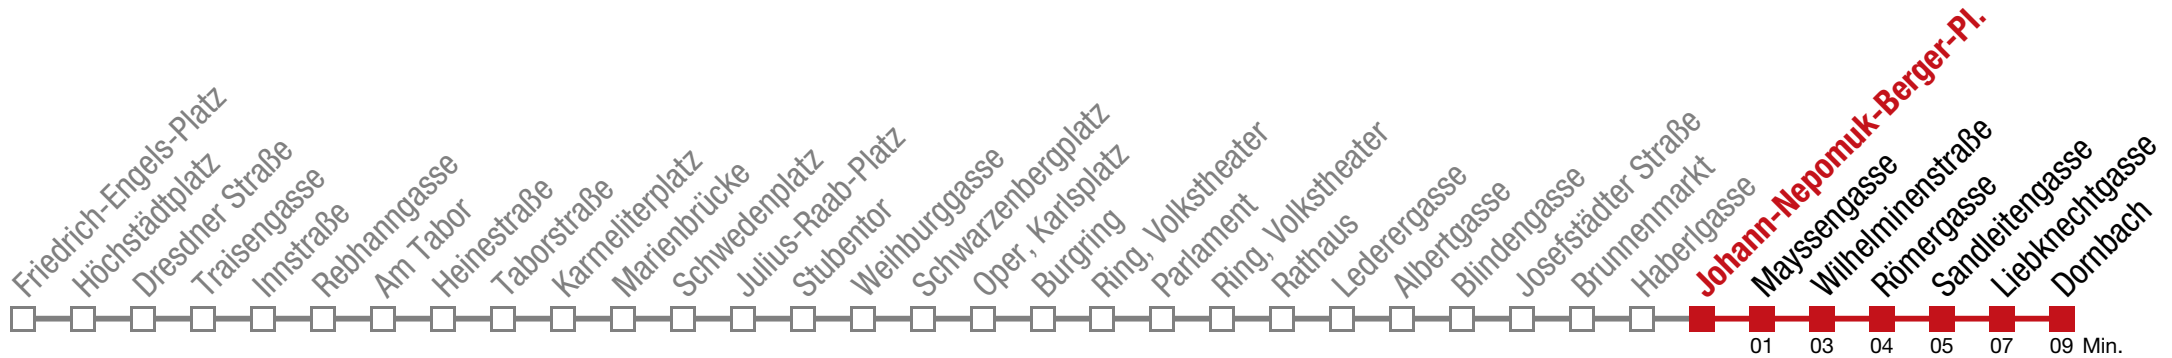 Friedrich-Engels-Platz
Höchstädtplatz
Dresdner Straße
Traisengasse
Innstraße
Rebhanngasse
Am Tabor
Heinestraße
Taborstraße
Karmeliterplatz
Marienbrücke
Schwedenplatz
Julius-Raab-Platz
Stubentor
Weihburggasse
Schwarzenbergplatz
Oper, Karlsplatz
Burgring
Ring, Volkstheater
Parlament
Ring, Volkstheater
Rathaus
Lederergasse
Albertgasse
Blindengasse
Josefstädter Straße
Brunnenmarkt
Haberlgasse
Johann-Nepomuk-Berger-Pl.
Mayssengasse
Wilhelminenstraße
Römergasse
Sandleitengasse
Liebknechtgasse
Dornbach
01 03 04 05 07 09 Min.